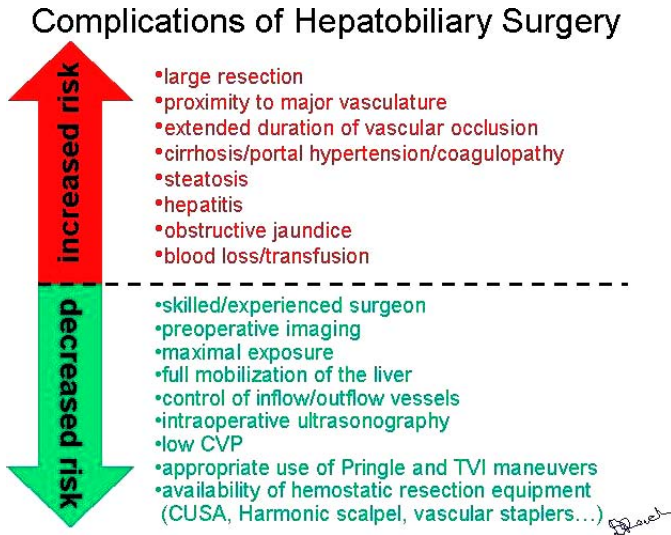 Complications of Hepatobiliary Surgery
increased risk
•large resection
•proximity to major vasculature
•extended duration of vascular occlusion
•cirrhosis/portal hypertension/coagulopathy
•steatosis
•hepatitis
•obstructive jaundice
•blood loss/transfusion
decreased risk
•skilled/experienced surgeon
•preoperative imaging
•maximal exposure
•full mobilization of the liver
•control of inflow/outflow vessels
•intraoperative ultrasonography
•low CVP
•appropriate use of Pringle and TVI maneuvers
•availability of hemostatic resection equipment
(CUSA, Harmonic scalpel, vascular staplers…)